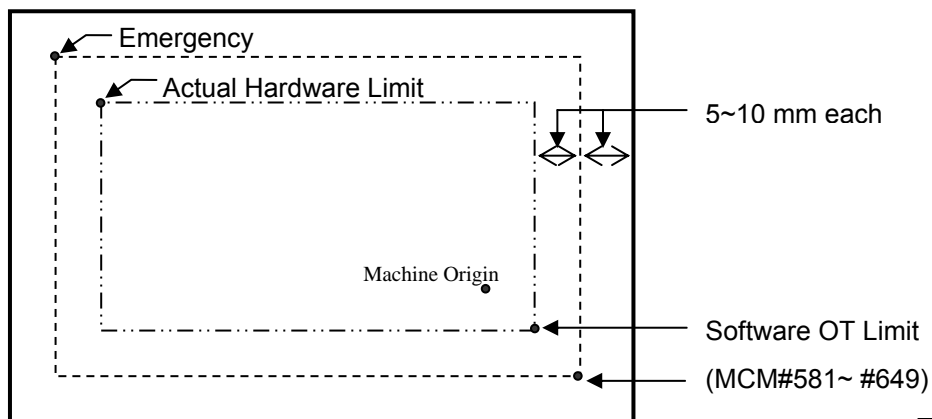 Emergency
Actual Hardware Limit
5~10 mm each
Machine Origin
Software OT Limit
(MCM#581~ #649)